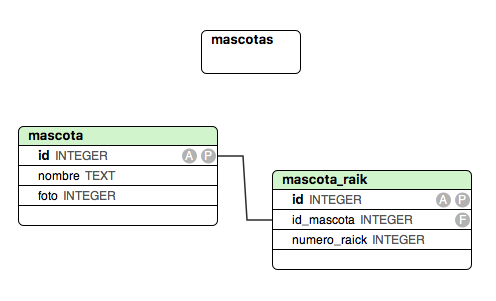 mascotas
mascota
id INTEGER A P
nombre TEXT
foto INTEGER
mascota_raik
id INTEGER A P
id_mascota INTEGER F
numero_raick INTEGER